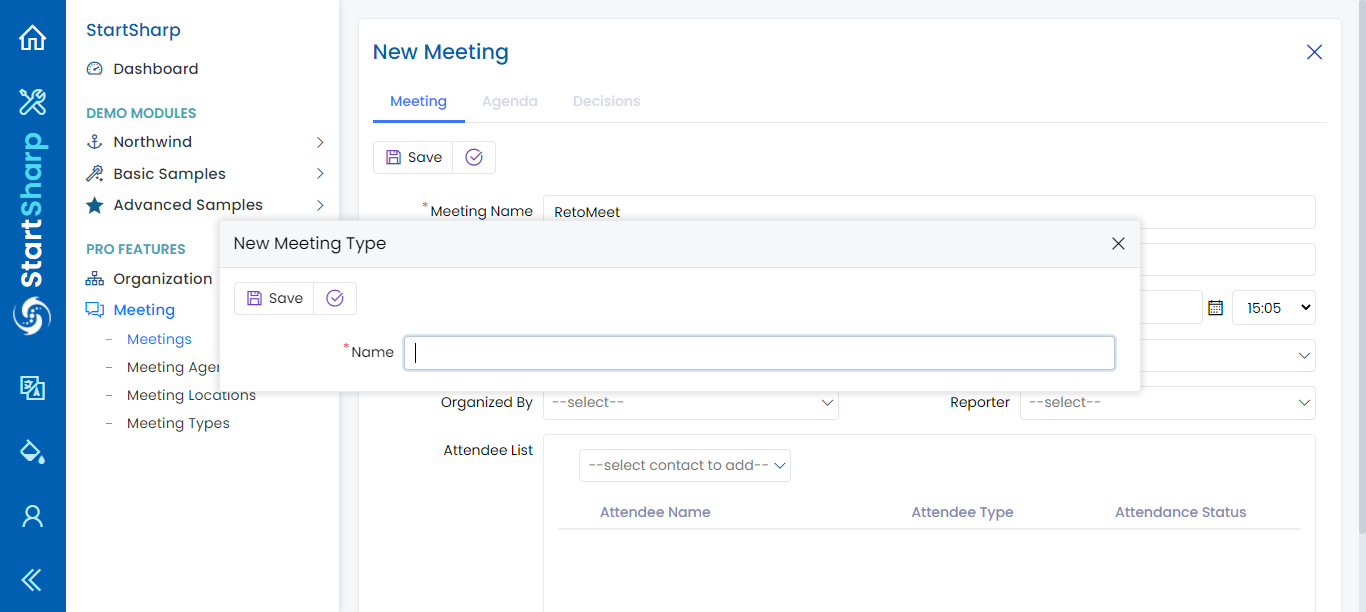 StartSharp
StartSharp
Dashboard
DEMO MODULES
Northwind
Basic Samples
Advanced Samples
PRO FEATURES
Organization
Meeting
Meetings
Meeting Agen
Meeting Locations
Meeting Types
New Meeting
Meeting
Agenda
Decisions
Save
*Meeting Name
RetoMeet
15:05
New Meeting Type
Save
*Name
Organized By
--select--
Reporter
--select--
Attendee List
--select contact to add--
Attendee Name
Attendee Type
Attendance Status